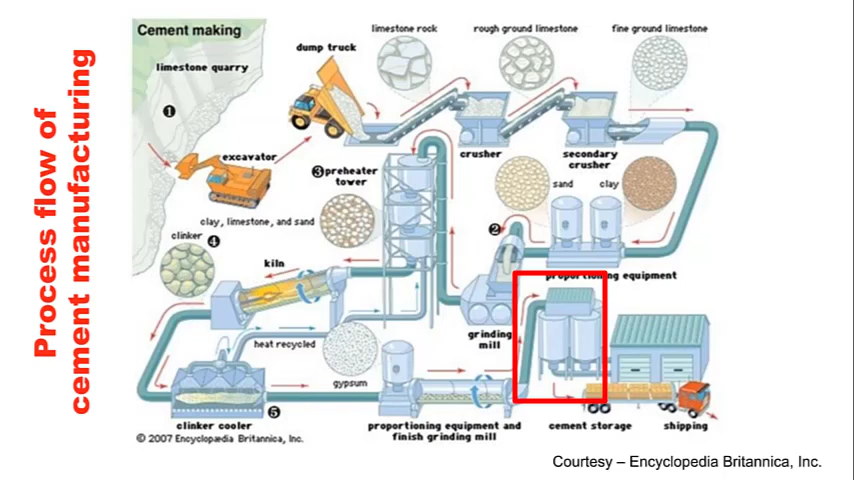 Process flow of
cement manufacturing
Cement making
limestone quarry
1
excavator
dump truck
limestone rock
rough ground limestone
fine ground limestone
crusher
secondary
crusher
sand
clay
2
proportioning equipment
grinding
mill
3 preheater
tower
clay, limestone, and sand
clinker 4
kiln
heat recycled
gypsum
clinker cooler
5
proportioning equipment and
finish grinding mill
cement storage
shipping
© 2007 Encyclopædia Britannica, Inc.
Courtesy – Encyclopedia Britannica, Inc.